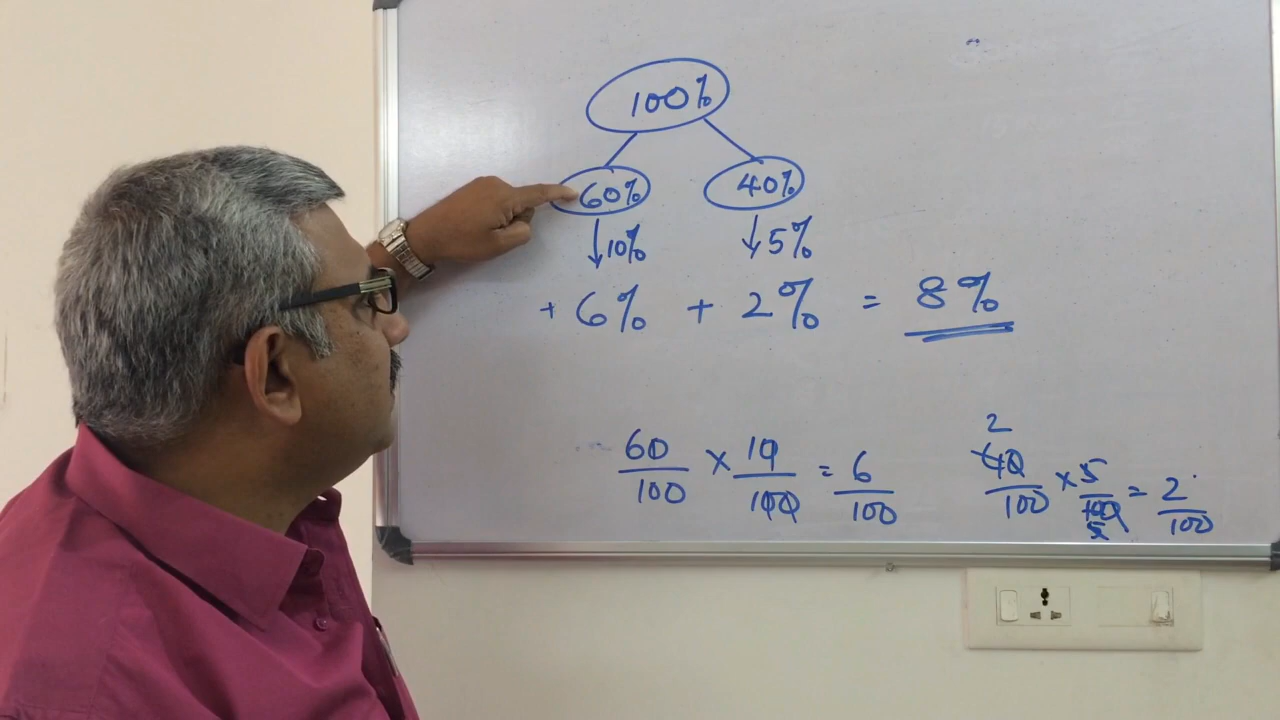 100%
60% 40%
↓10% ↓5%
+ 6% + 2% = 8%
60/100 × 10/100 = 6/100
2
40/100 × 5/100 = 2/100
5